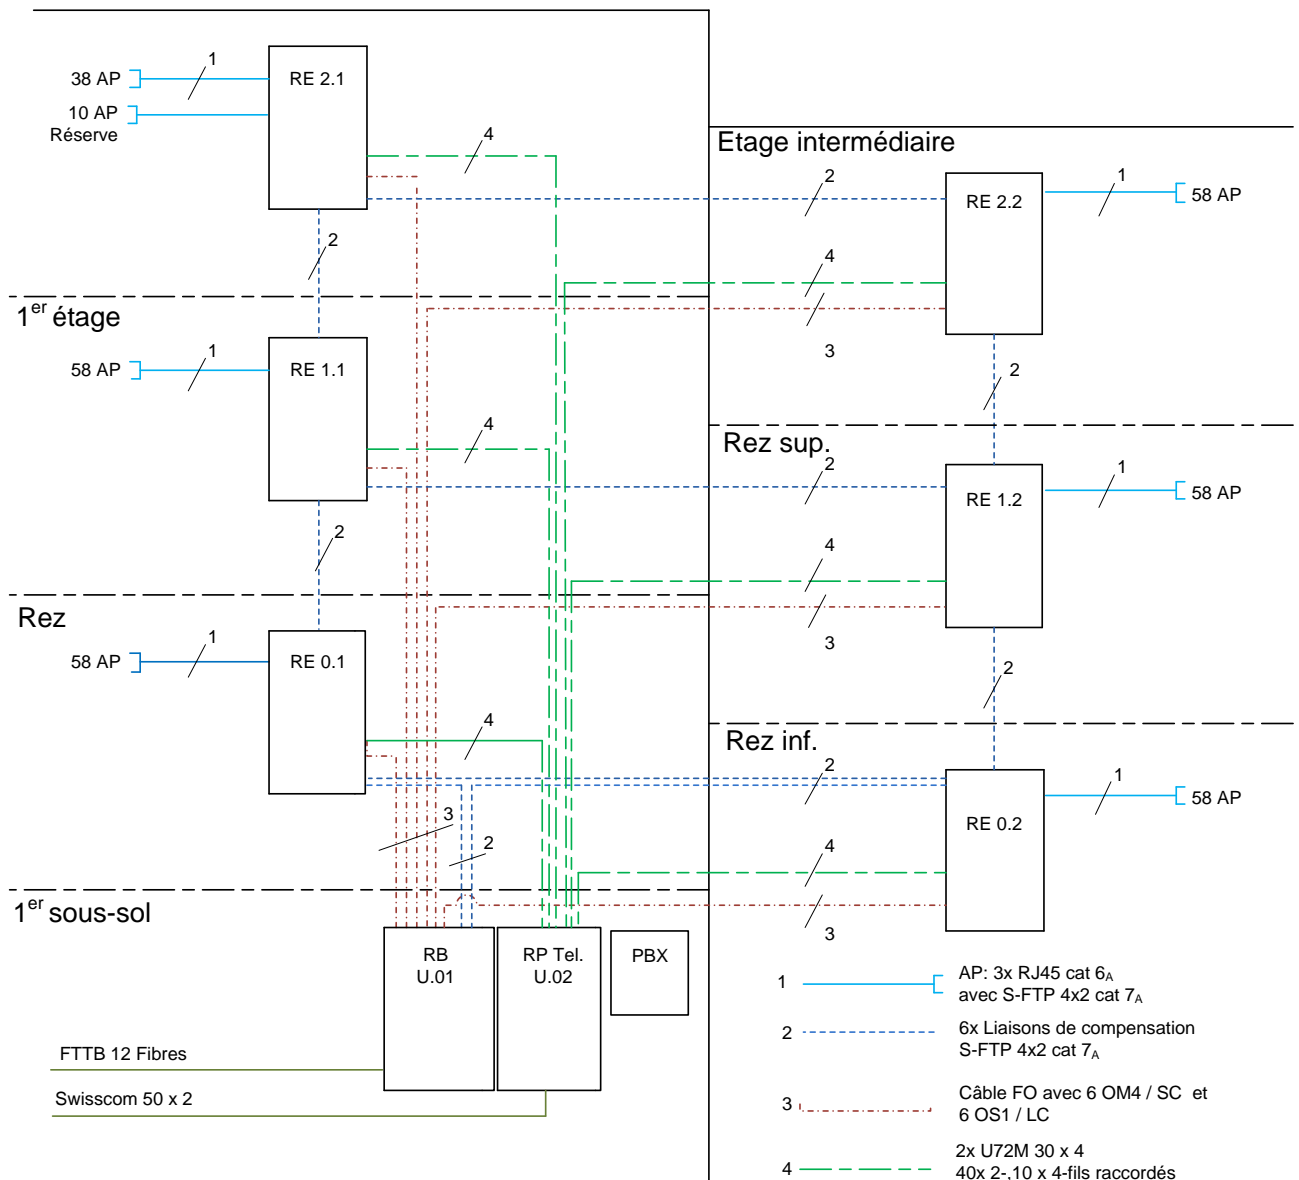 38 AP
1
RE 2.1
10 AP
Réserve
4
2
Etage intermédiaire
2
RE 2.2
1
58 AP
4
3
2
1er étage
58 AP
1
RE 1.1
4
2
Rez sup.
2
RE 1.2
1
58 AP
4
3
2
Rez
58 AP
1
RE 0.1
4
3
2
Rez inf.
2
RE 0.2
1
58 AP
4
3
1er sous-sol
RB
U.01
RP Tel.
U.02
PBX
FTTB 12 Fibres
Swisscom 50 x 2
1
AP: 3x RJ45 cat 6A
avec S-FTP 4x2 cat 7A
2
6x Liaisons de compensation
S-FTP 4x2 cat 7A
3
Câble FO avec 6 OM4 / SC et
6 OS1 / LC
4
2x U72M 30 x 4
40x 2-,10 x 4-fils raccordés